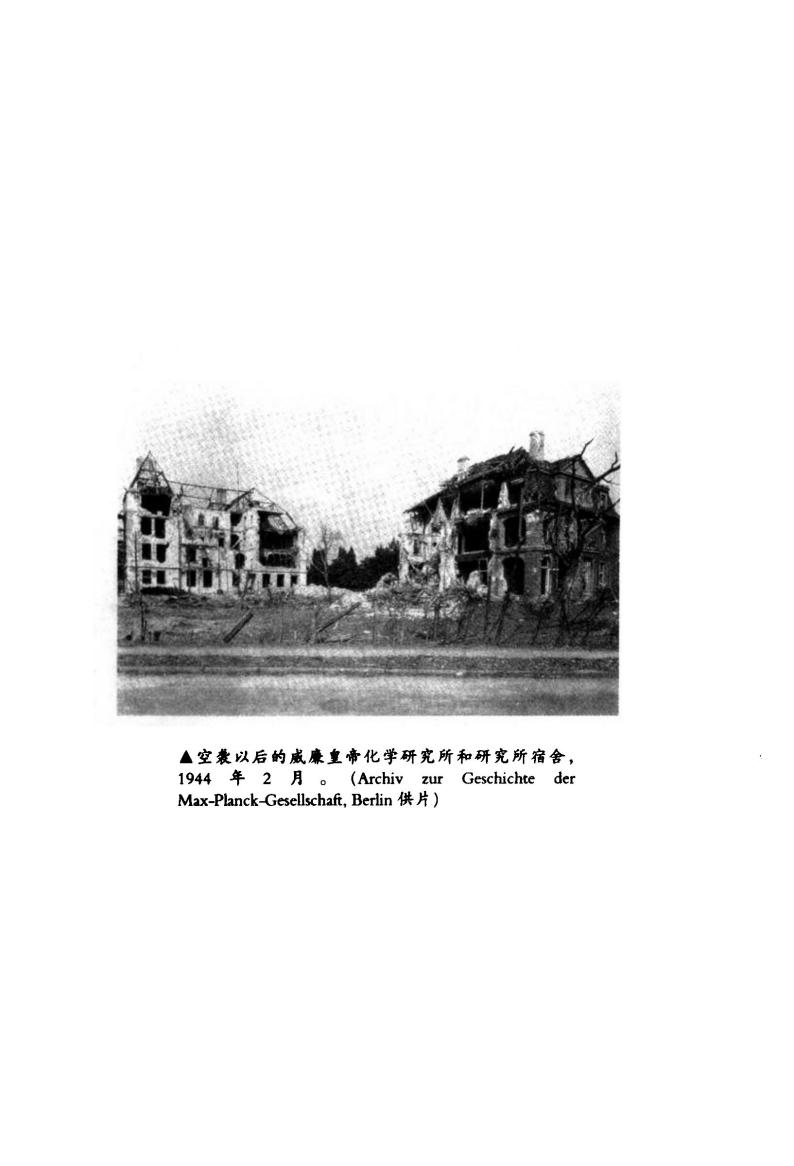 ▲空袭以后的威廉皇帝化学研究所和研究所宿舍,
1944 年 2 月 。 (Archiv zur Geschichte der
Max-Planck-Gesellschaft, Berlin 供片)